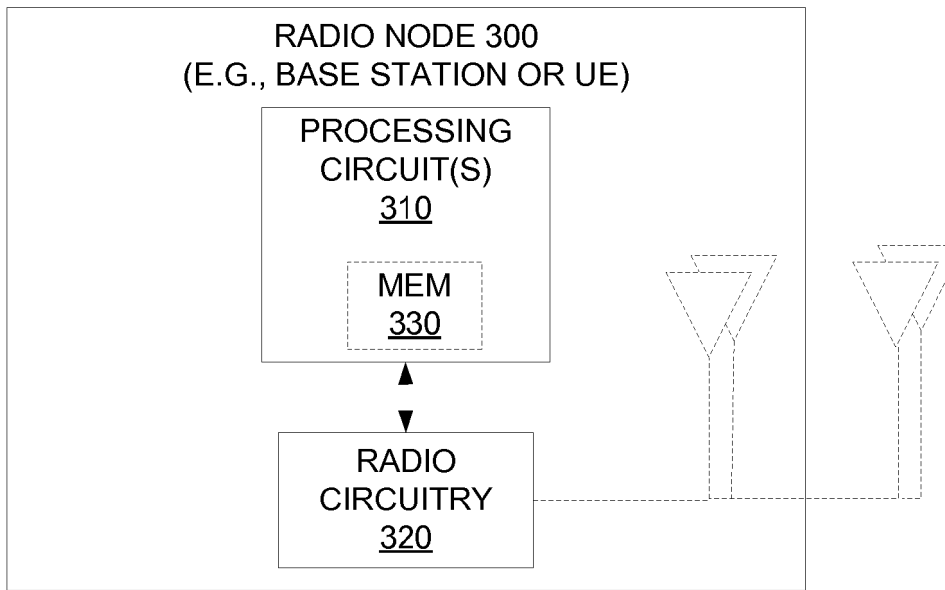 RADIO NODE 300
(E.G., BASE STATION OR UE)
PROCESSING
CIRCUIT(S)
310
MEM
330
RADIO
CIRCUITRY
320